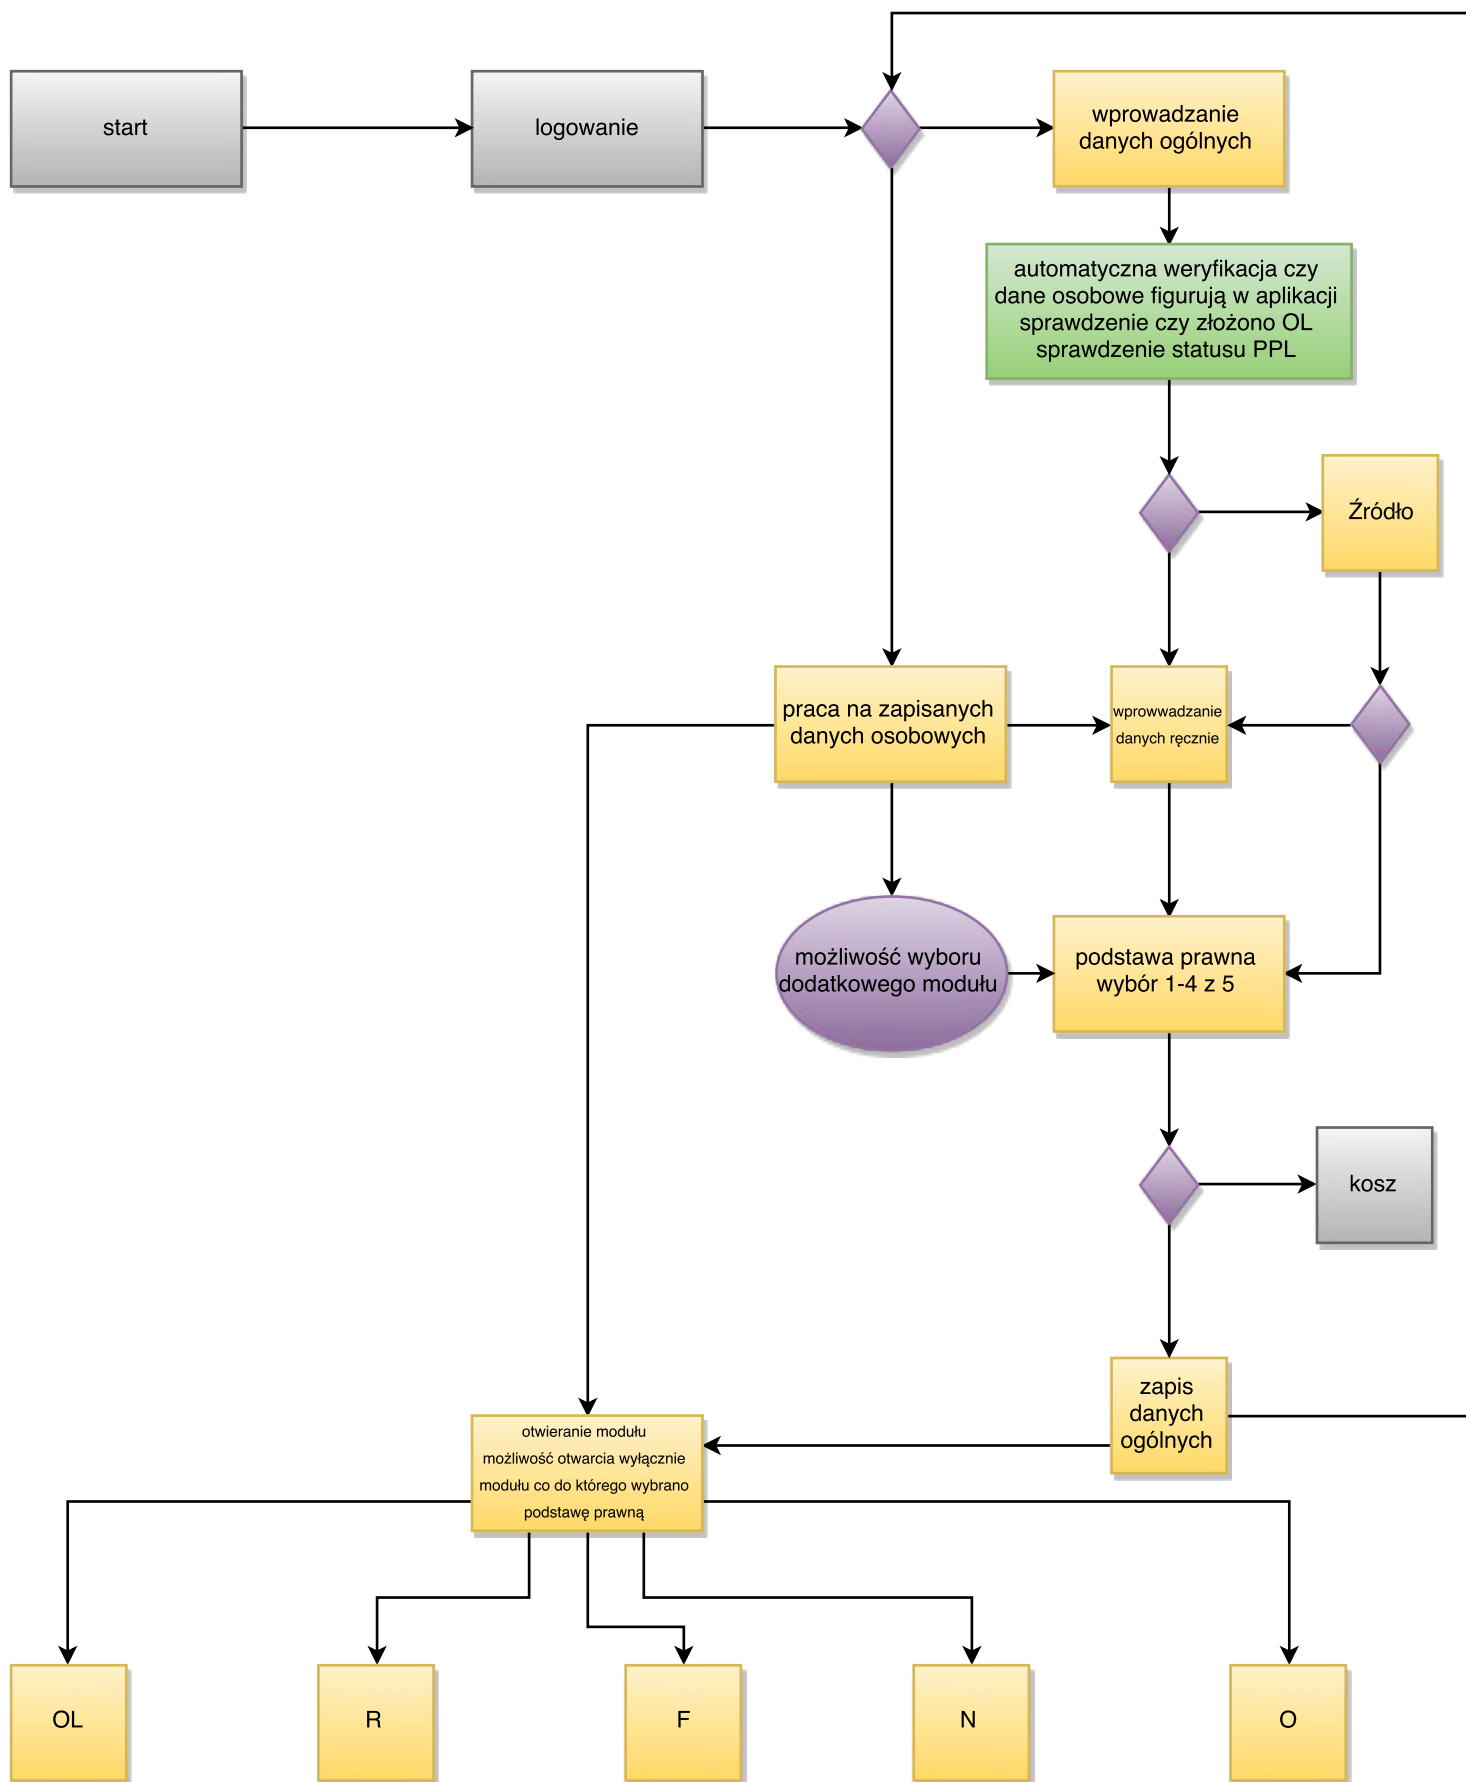 start
logowanie
wprowadzanie
danych ogólnych
automatyczna weryfikacja czy
dane osobowe figurują w aplikacji
sprawdzenie czy złożono OL
sprawdzenie statusu PPL
Źródło
praca na zapisanych
danych osobowych
wprowwadzanie
danych ręcznie
możliwość wyboru
dodatkowego modułu
podstawa prawna
wybór 1-4 z 5
kosz
zapis
danych
ogólnych
otwieranie modułu
możliwość otwarcia wyłącznie
modułu co do którego wybrano
podstawę prawną
OL
R
F
N
O